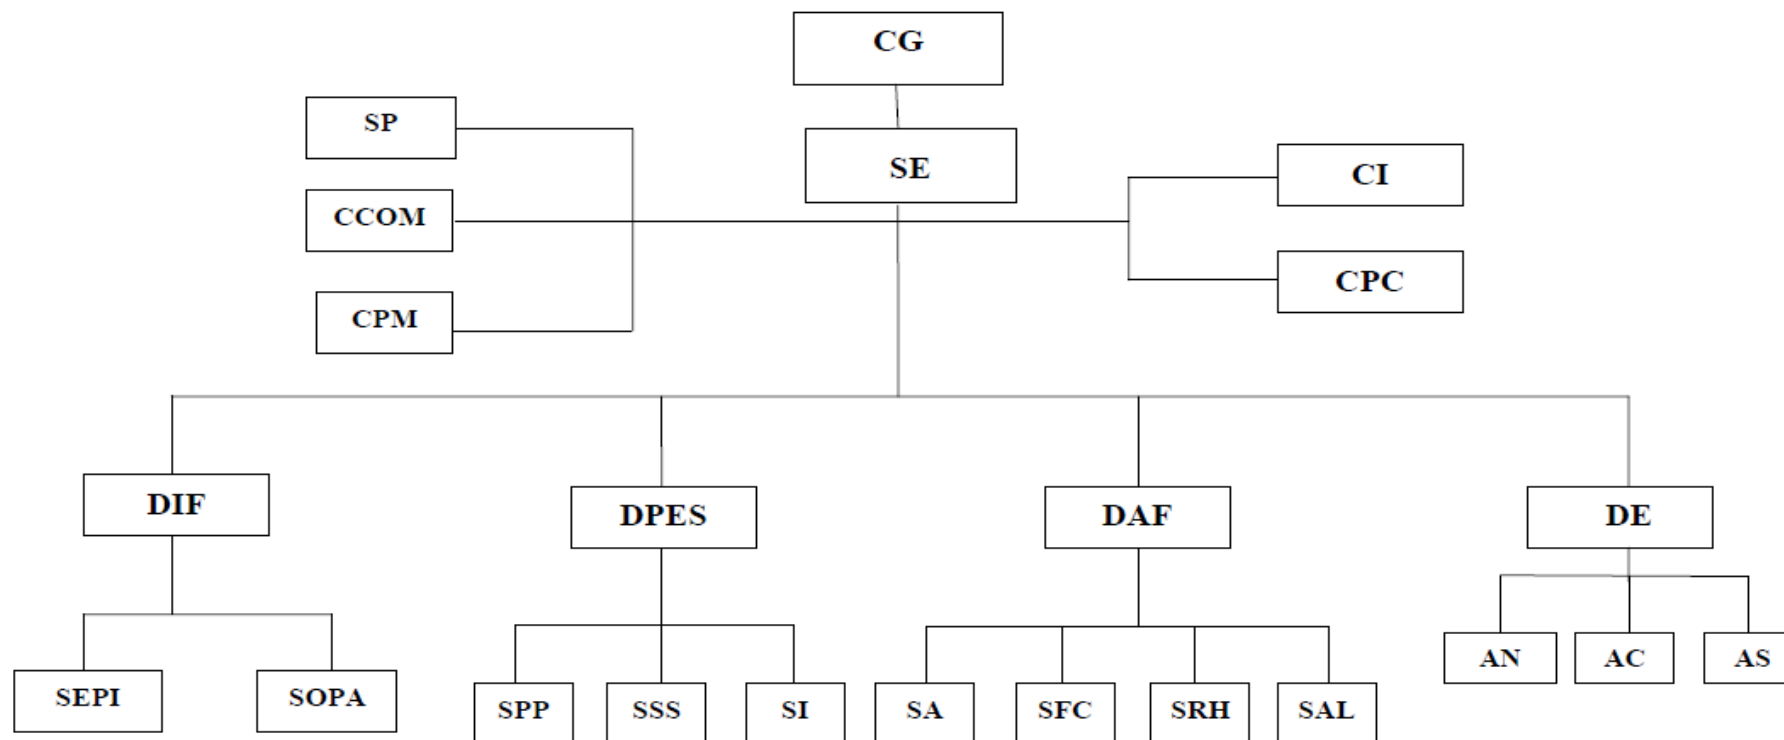 CG
SP
SE
CI
CCOM
CPC
CPM
DIF
DPES
DAF
DE
SEPI
SOPA
SPP
SSS
SI
SA
SFC
SRH
SAL
AN
AC
AS